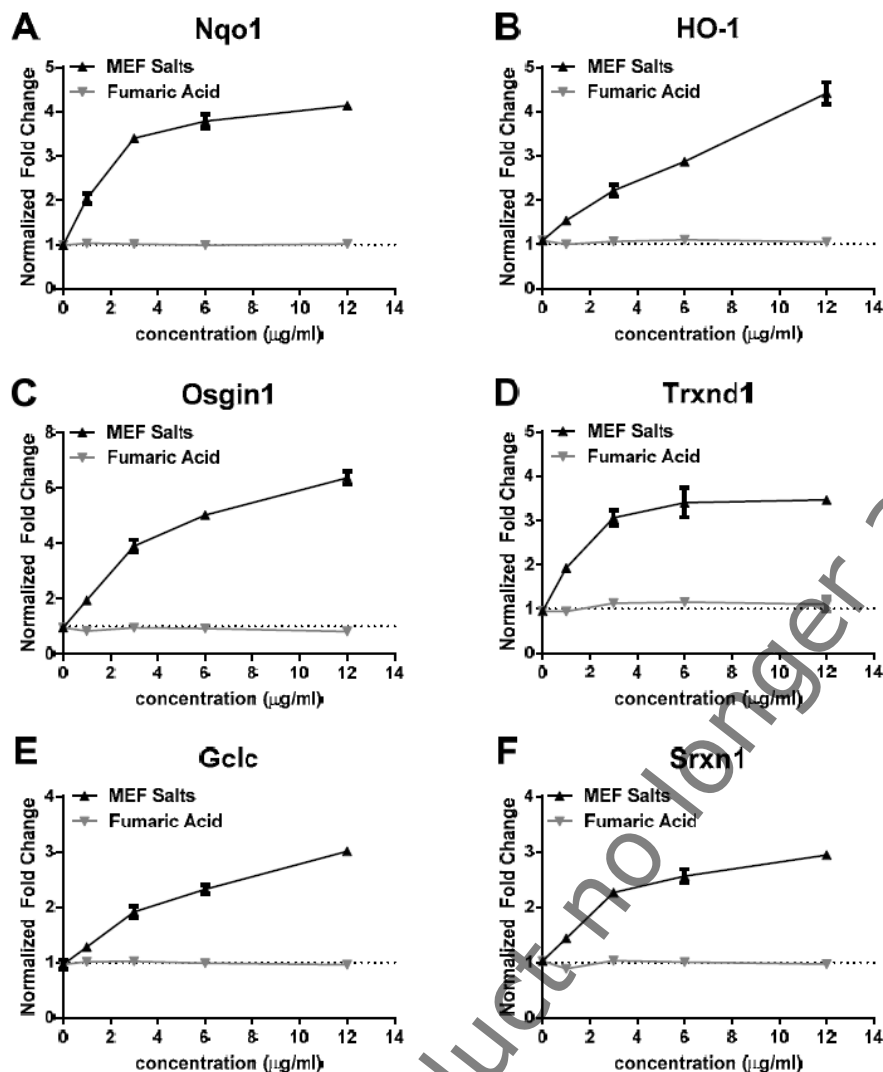 A
Nqo1
Normalized Fold Change
5
4
3
2
1
0
MEF Salts
Fumaric Acid
0 2 4 6 8 10 12 14
concentration (μg/ml)
B
HO-1
Normalized Fold Change
5
4
3
2
1
0
MEF Salts
Fumaric Acid
0 2 4 6 8 10 12 14
concentration (μg/ml)
C
Osgin1
Normalized Fold Change
8
6
4
2
0
MEF Salts
Fumaric Acid
0 2 4 6 8 10 12 14
concentration (μg/ml)
D
Trxnd1
Normalized Fold Change
5
4
3
2
1
0
MEF Salts
Fumaric Acid
0 2 4 6 8 10 12 14
concentration (μg/ml)
E
Gclc
Normalized Fold Change
4
3
2
1
0
MEF Salts
Fumaric Acid
0 2 4 6 8 10 12 14
concentration (μg/ml)
F
Srxn1
Normalized Fold Change
4
3
2
1
0
MEF Salts
Fumaric Acid
0 2 4 6 8 10 12 14
concentration (μg/ml)
no longer